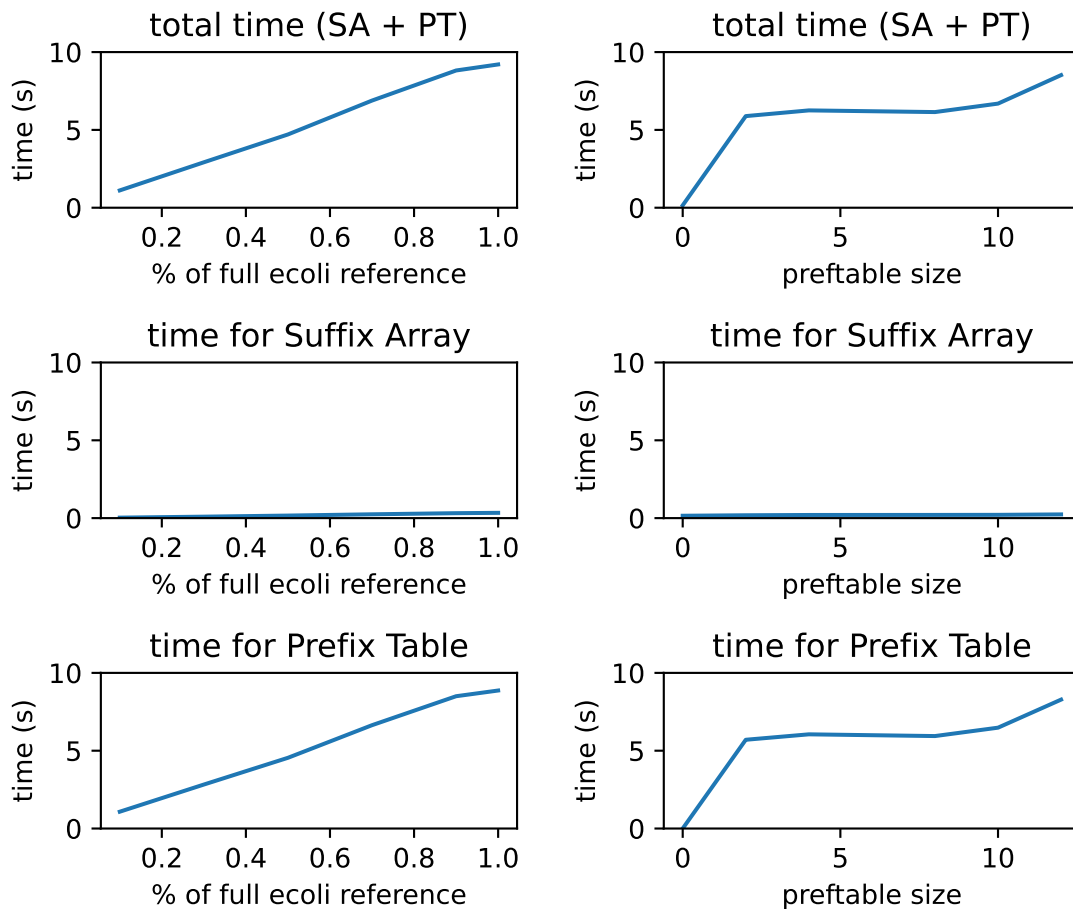 total time (SA + PT)
10
5
0
time (s)
0.2 0.4 0.6 0.8 1.0
% of full ecoli reference
total time (SA + PT)
10
5
0
time (s)
0 5 10
preftable size
time for Suffix Array
10
5
0
time (s)
0.2 0.4 0.6 0.8 1.0
% of full ecoli reference
time for Suffix Array
10
5
0
time (s)
0 5 10
preftable size
time for Prefix Table
10
5
0
time (s)
0.2 0.4 0.6 0.8 1.0
% of full ecoli reference
time for Prefix Table
10
5
0
time (s)
0 5 10
preftable size